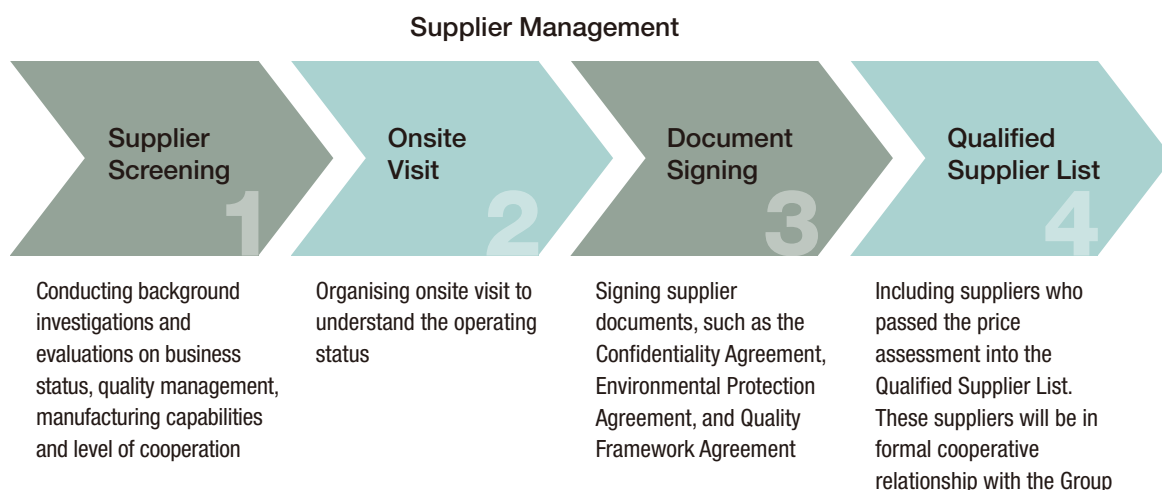 Supplier Management
Supplier
Screening
1
Conducting background
investigations and
evaluations on business
status, quality management,
manufacturing capabilities
and level of cooperation
Onsite
Visit
2
Organising onsite visit to
understand the operating
status
Document
Signing
3
Signing supplier
documents, such as the
Confidentiality Agreement,
Environmental Protection
Agreement, and Quality
Framework Agreement
Qualified
Supplier List
4
Including suppliers who
passed the price
assessment into the
Qualified Supplier List.
These suppliers will be in
formal cooperative
relationship with the Group